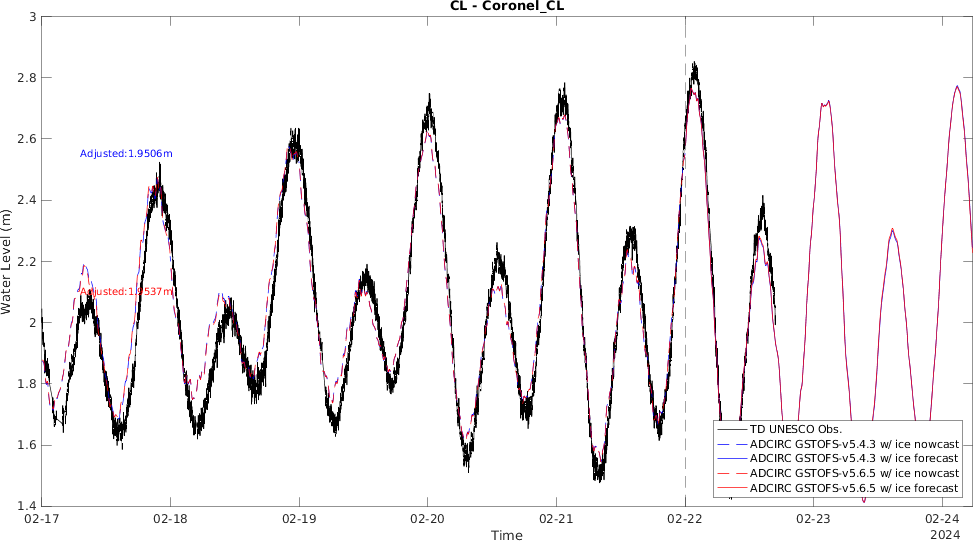 CL - Coronel_CL
3
2.8
2.6
2.4
2.2
2
1.8
1.6
1.4
Water Level (m)
Adjusted:1.9506m
Adjusted:1.9537m
TD UNESCO Obs.
ADCIRC GSTOFS-v5.4.3 w/ ice nowcast
ADCIRC GSTOFS-v5.4.3 w/ ice forecast
ADCIRC GSTOFS-v5.6.5 w/ ice nowcast
ADCIRC GSTOFS-v5.6.5 w/ ice forecast
02-17 02-18 02-19 02-20 02-21 02-22 02-23 02-24
Time
2024